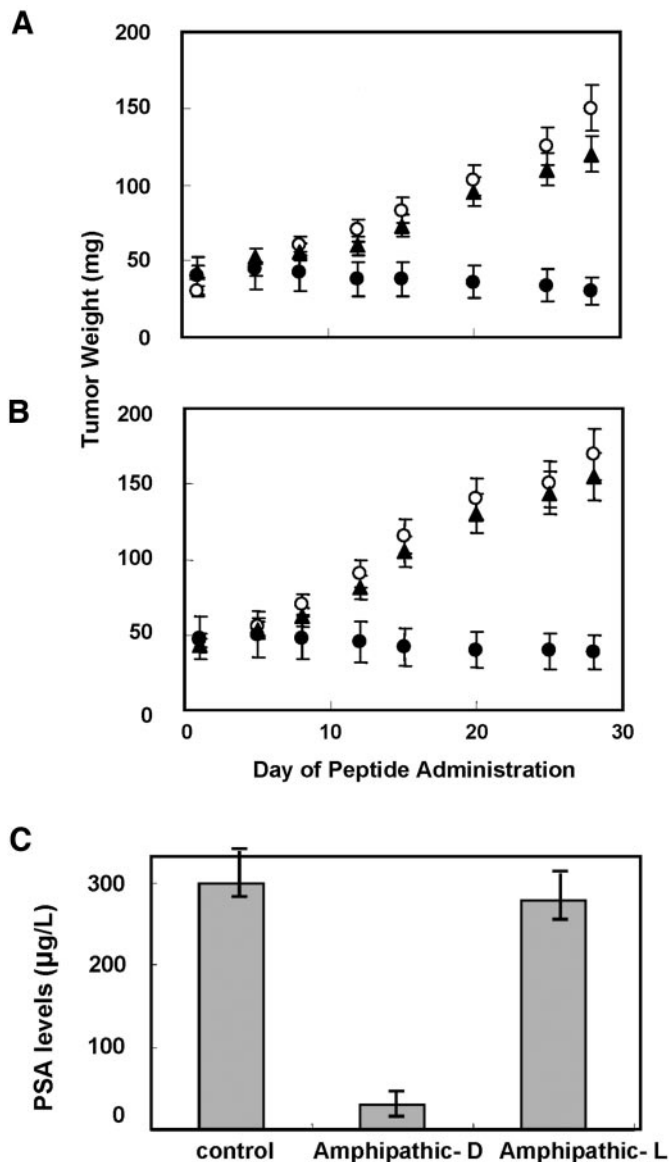 A
200
150
100
50
0
Tumor Weight (mg)
B
200
150
100
50
0
0 10 20 30
Day of Peptide Administration
C
PSA levels (µg/L)
300
200
100
0
control Amphipathic- D Amphipathic- L